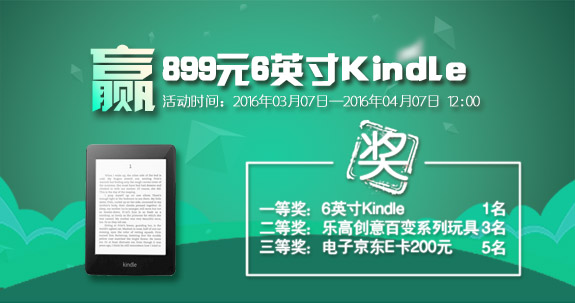 赢 899元6英寸Kindle
活动时间：2016年03月07日—2016年04月07日 12:00
奖
一等奖：6英寸Kindle 1名
二等奖：乐高创意百变系列玩具 3名
三等奖：电子京东E卡200元 5名
1
kindle